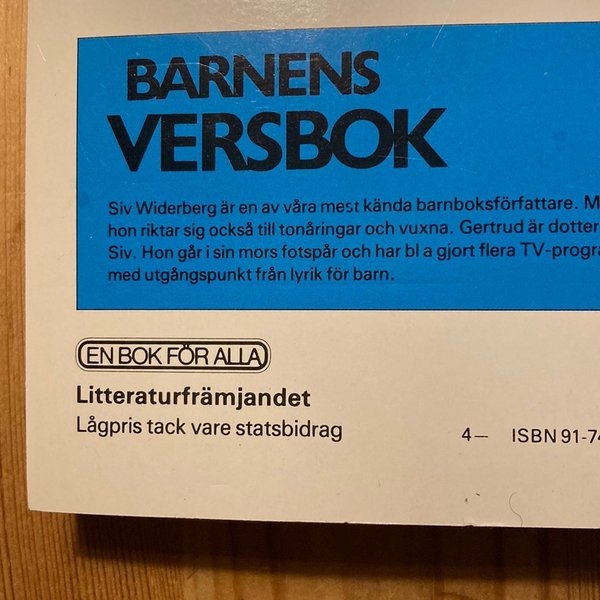 BARNENS
VERSBOK
Siv Widerberg är en av våra mest kända barnboksförfattare.
hon riktar sig också till tonåringar och vuxna. Gertrud är dotter
Siv. Hon går i sin mors fotspår och har bl a gjort flera TV-progra
med utgångspunkt från lyrik för barn.
EN BOK FÖR ALLA
Litteraturfrämjandet
Lågpris tack vare statsbidrag
4— ISBN 91-74